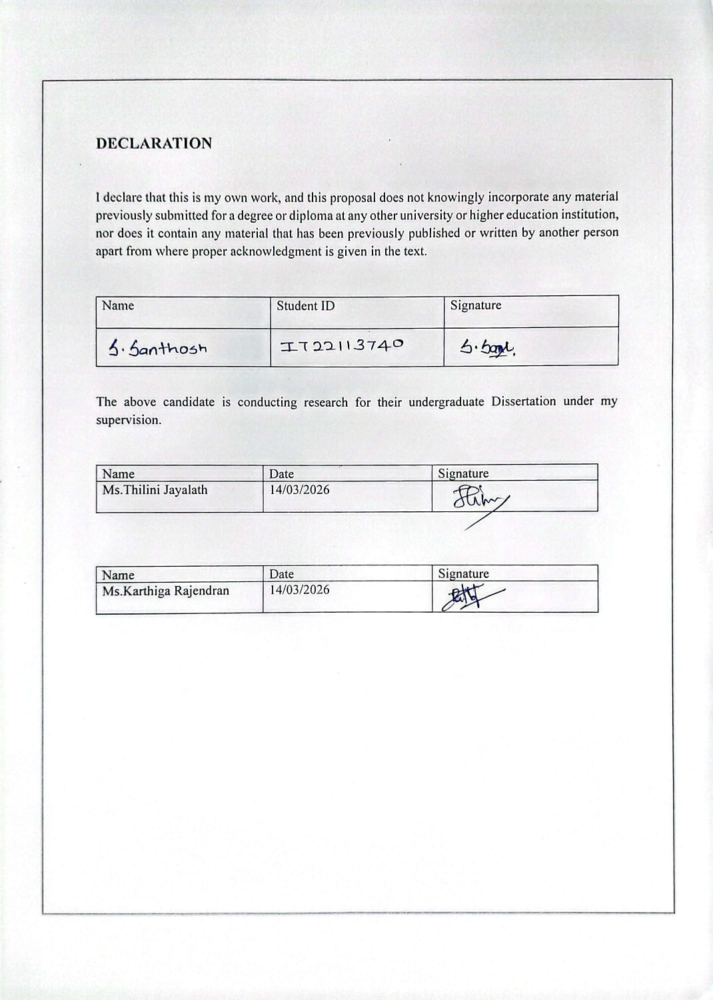 DECLARATION
I declare that this is my own work, and this proposal does not knowingly incorporate any material
previously submitted for a degree or diploma at any other university or higher education institution,
nor does it contain any material that has been previously published or written by another person
apart from where proper acknowledgment is given in the text.
Name Student ID Signature
S. Santhosh IT22113740 S.
The above candidate is conducting research for their undergraduate Dissertation under my
supervision.
Name Date Signature
Ms.Thilini Jayalath 14/03/2026
Name Date Signature
Ms.Karthiga Rajendran 14/03/2026